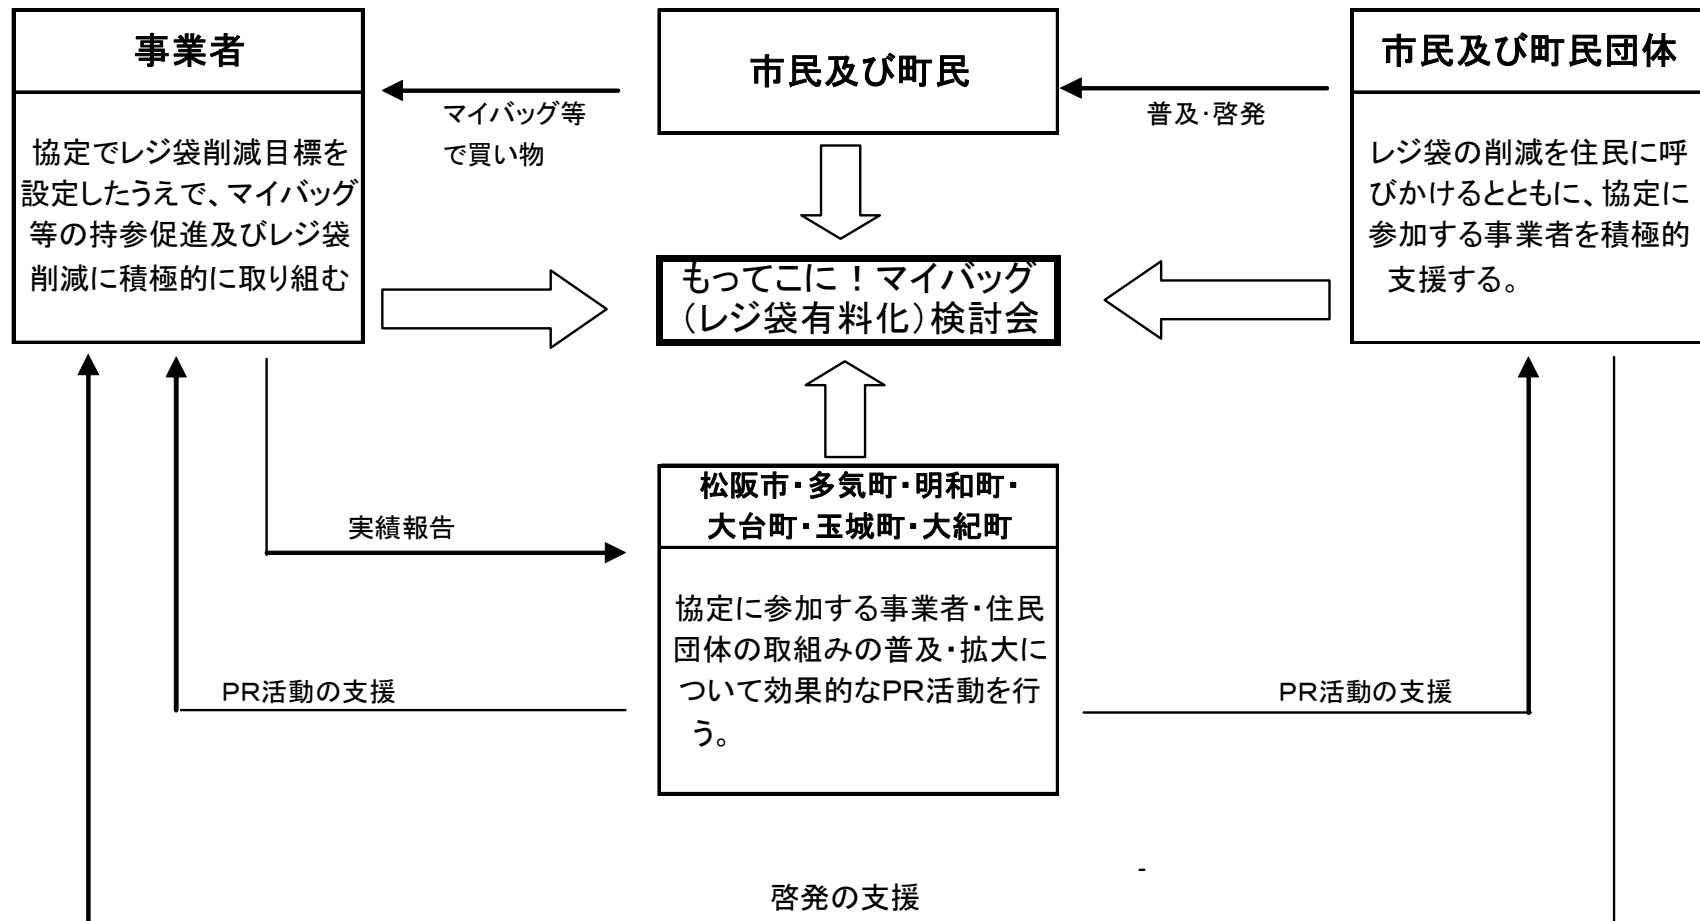 事業者
協定でレジ袋削減目標を
設定したうえで、マイバッグ
等の持参促進及びレジ袋
削減に積極的に取り組む
マイバッグ等
で買い物
市民及び町民
普及・啓発
市民及び町民団体
レジ袋の削減を住民に呼
びかけるとともに、協定に
参加する事業者を積極的
支援する。
もってこに！マイバッグ
（レジ袋有料化）検討会
松阪市・多気町・明和町・
大台町・玉城町・大紀町
協定に参加する事業者・住民
団体の取組みの普及・拡大に
ついて効果的なPR活動を行
う。
実績報告
PR活動の支援
PR活動の支援
-
啓発の支援